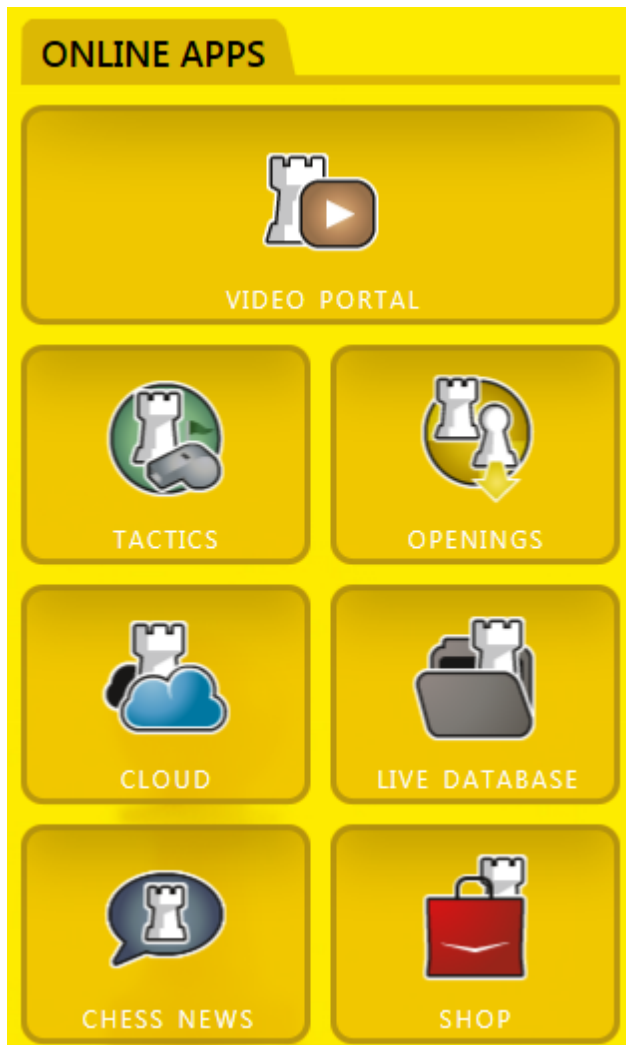 ONLINE APPS
VIDEO PORTAL
TACTICS
OPENINGS
CLOUD
LIVE DATABASE
CHESS NEWS
SHOP